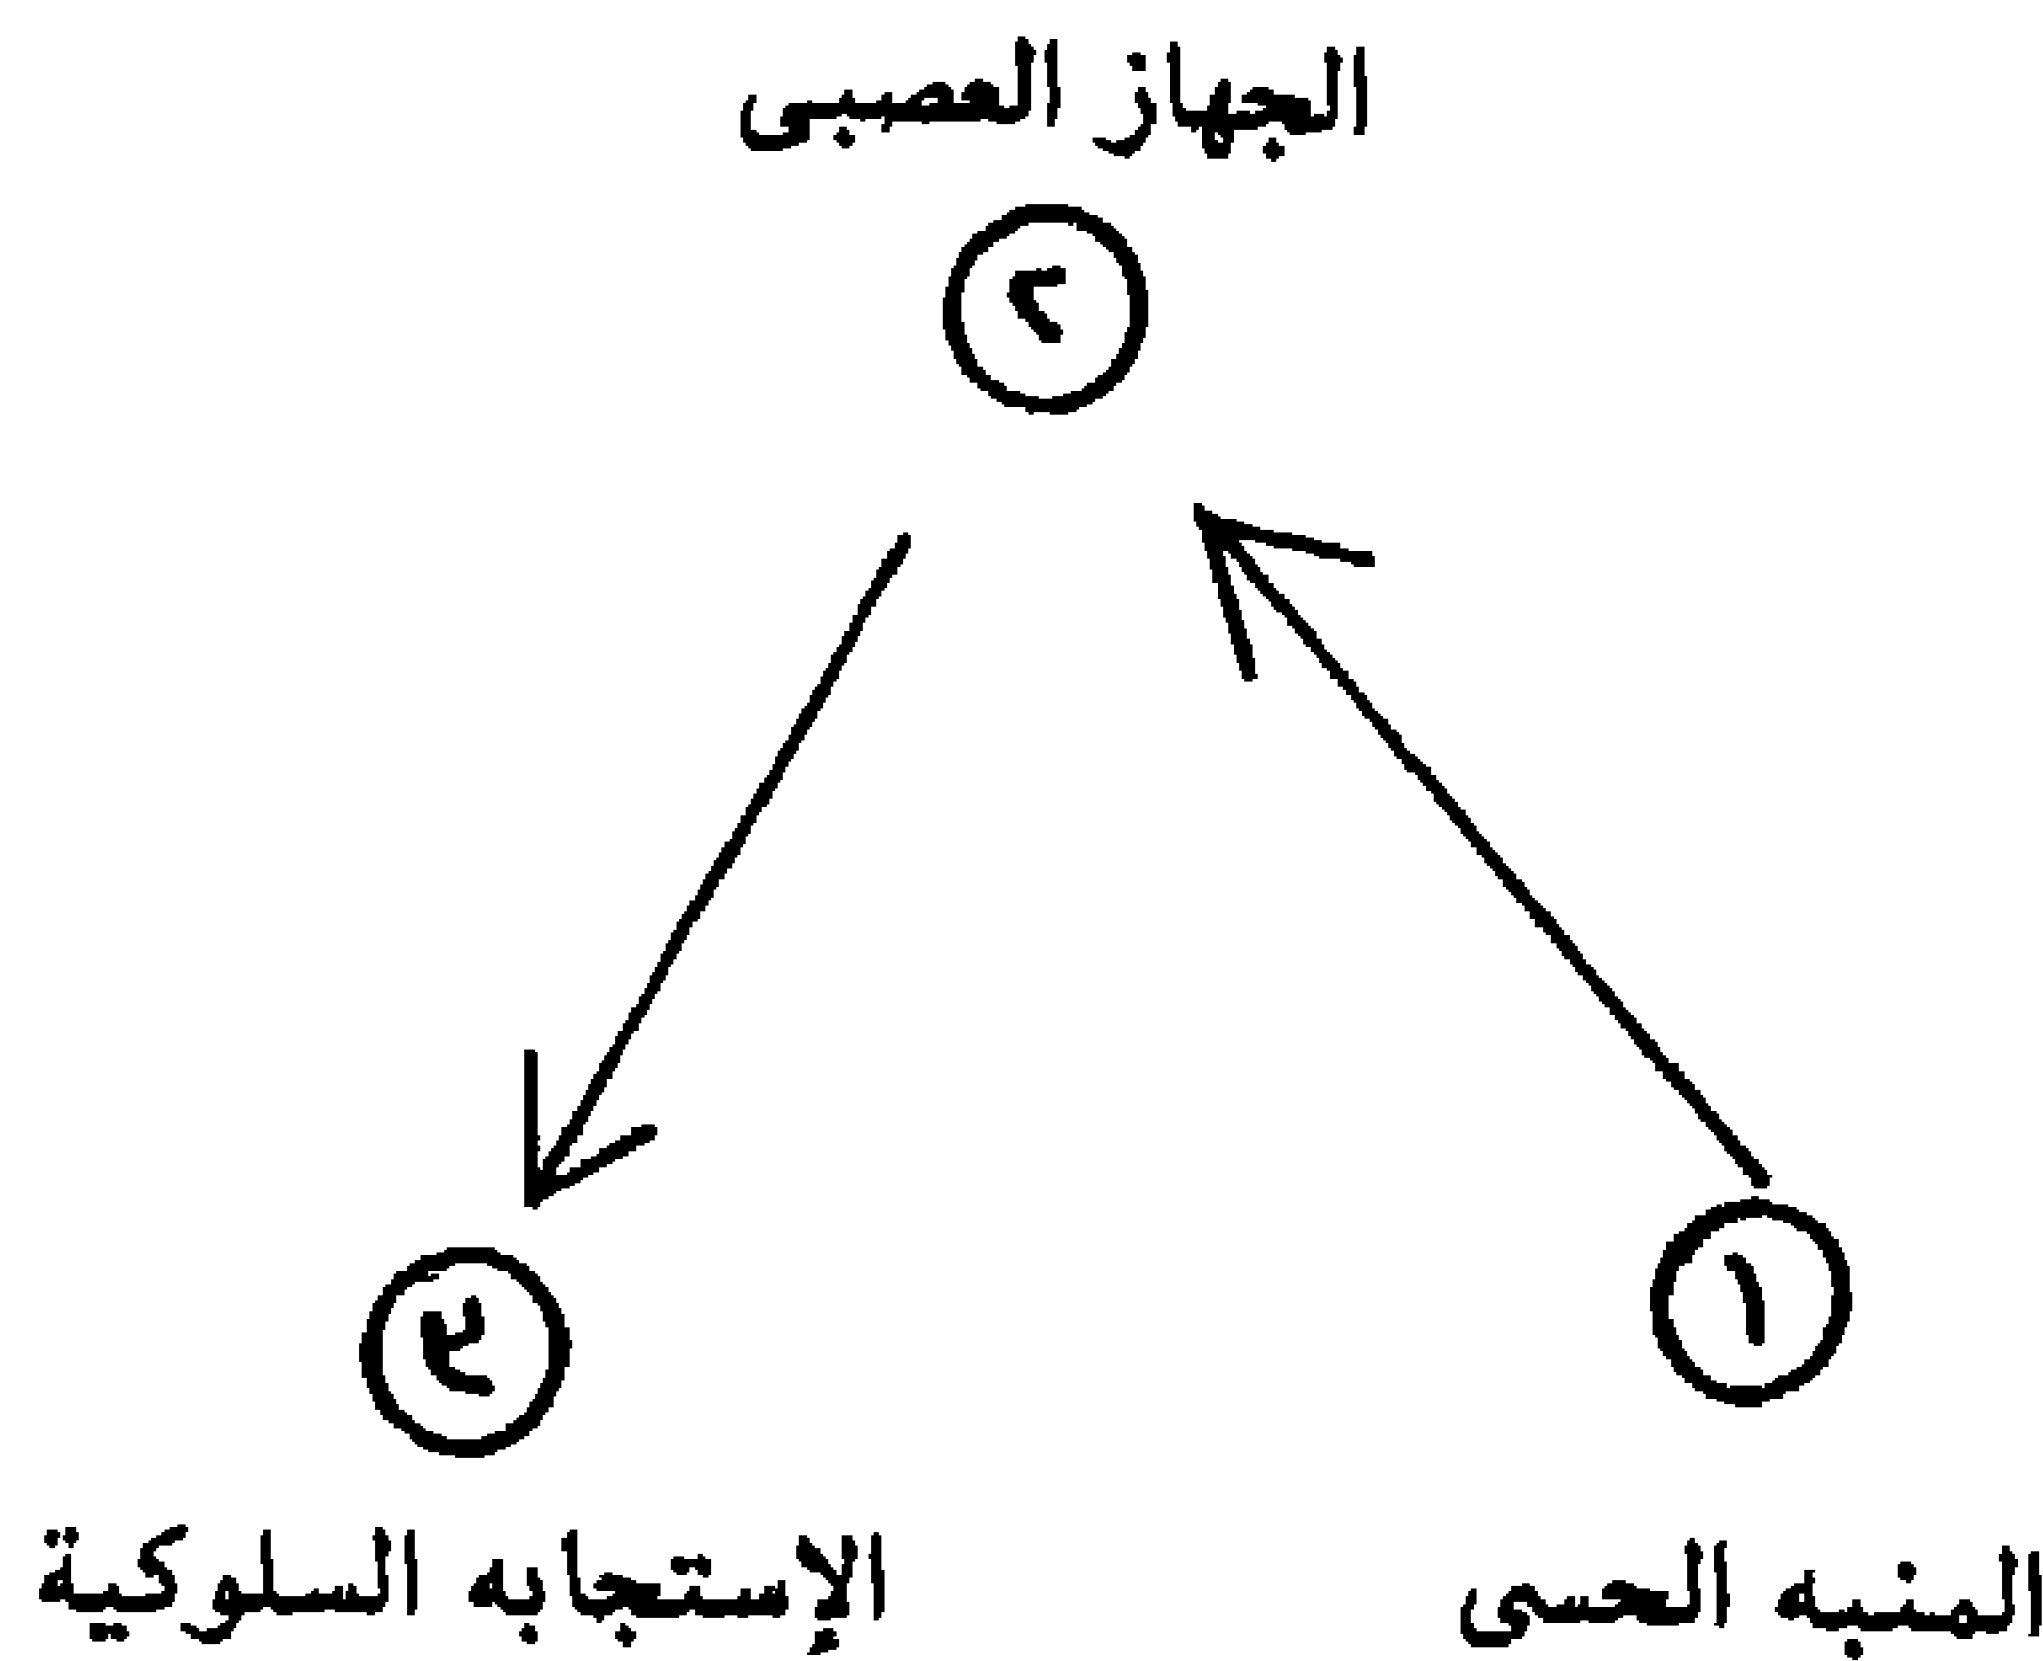 الجهاز العصبى
٢
١
٣
المنبه الحسى
الإستجابه السلوكية